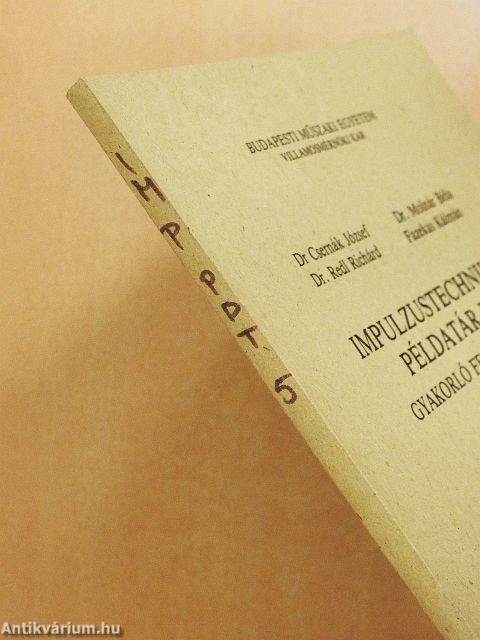 BUDAPESTI MŰSZAKI EGYETEM
VILLAMOSMÉRNÖKI KAR
Dr Csernák József
Dr. Molnár Béla
Dr. Redl Richárd
Fazekas Kálmán
IMPULZUSTECHNI
PÉLDATÁR
GYAKORLÓ FE
IMP PDT 5
Antikvárium.hu